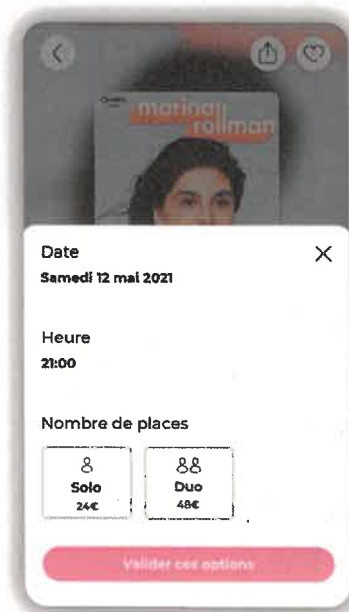 marina
rollman
Date
Samedi 12 mai 2021
Heure
21:00
Nombre de places
Solo
24€
Duo
48€
Valider ces options